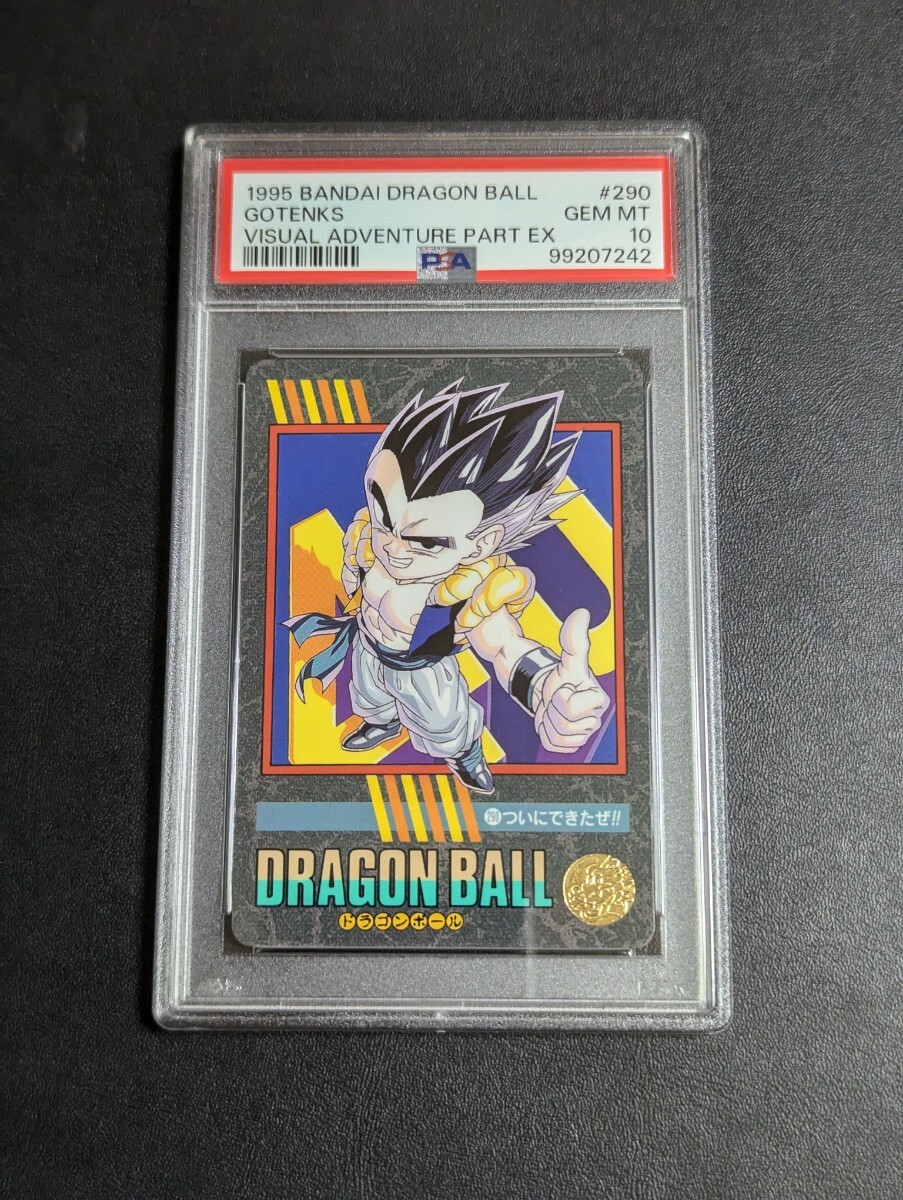 1995 BANDAI DRAGON BALL #290
GOTENKS GEM MT
VISUAL ADVENTURE PART EX 10
PSA 99207242
290 ついにできたぜ!!
DRAGON BALL
ドラゴンボール